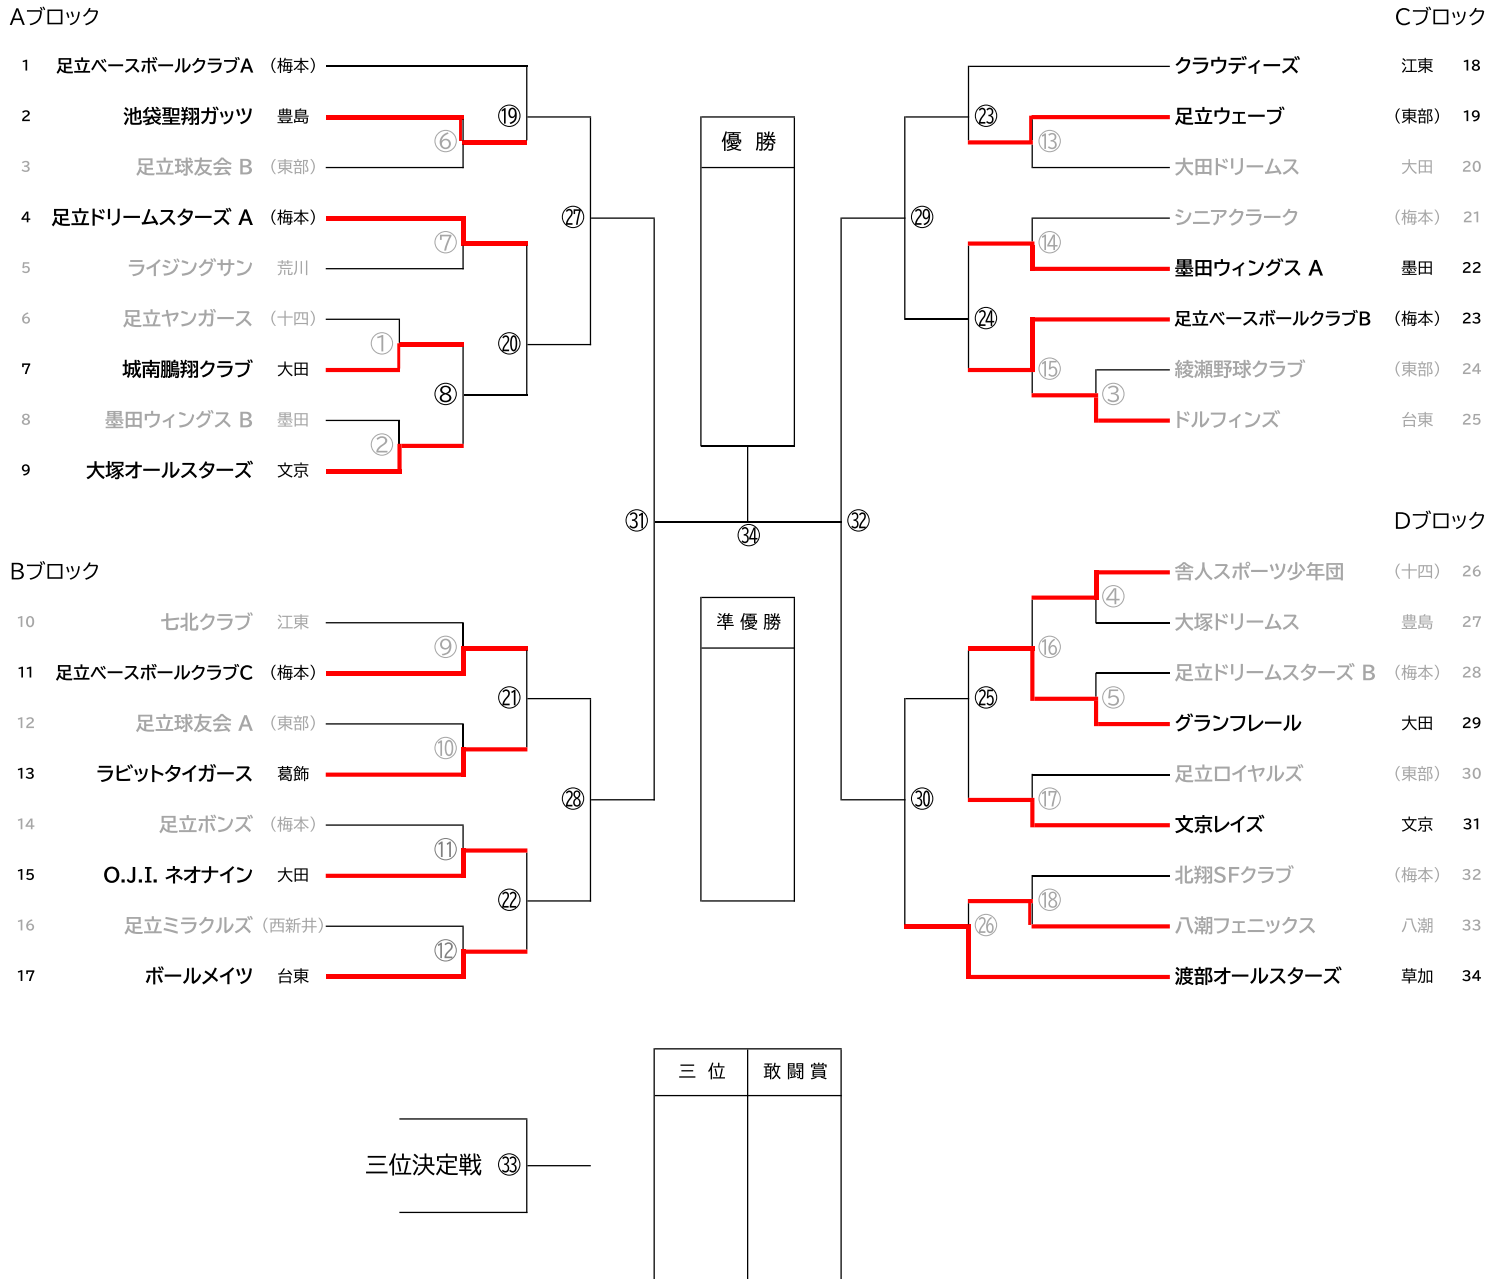 Aブロック
1 足立ベースボールクラブA （梅本）
2 池袋聖翔ガッツ 豊島
3 足立球友会 B （東部）
4 足立ドリームスターズ A （梅本）
5 ライジングサン 荒川
6 足立ヤンガース （十四）
7 城南鵬翔クラブ 大田
8 墨田ウィングス B 墨田
9 大塚オールスターズ 文京
⑥
⑦
①
②
⑧
⑲
⑳
㉗
Bブロック
10 七北クラブ 江東
11 足立ベースボールクラブC （梅本）
12 足立球友会 A （東部）
13 ラビットタイガース 葛飾
14 足立ボンズ （梅本）
15 O.J.I. ネオナイン 大田
16 足立ミラクルズ （西新井）
17 ボールメイツ 台東
⑨
⑩
⑪
⑫
㉑
㉒
㉘
㉛
優 勝
㉞
準 優 勝
㉜
Cブロック
クラウディーズ 江東 18
足立ウェーブ （東部） 19
大田ドリームス 大田 20
シニアクラーク （梅本） 21
墨田ウィングス A 墨田 22
足立ベースボールクラブB （梅本） 23
綾瀬野球クラブ （東部） 24
ドルフィンズ 台東 25
㉓
⑬
⑭
㉔
⑮
③
㉙
Dブロック
舎人スポーツ少年団 （十四） 26
大塚ドリームス 豊島 27
足立ドリームスターズ B （梅本） 28
グランフレール 大田 29
足立ロイヤルズ （東部） 30
文京レイズ 文京 31
北翔SFクラブ （梅本） 32
八潮フェニックス 八潮 33
渡部オールスターズ 草加 34
④
⑯
⑤
㉕
⑰
㉚
⑱
㉖
三位決定戦 ㉝
三 位 敢 闘 賞